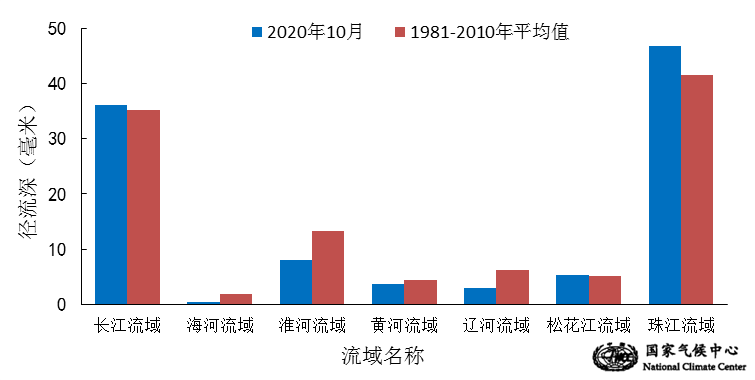 2020年10月 1981-2010年平均值
径流深（毫米）
50
40
30
20
10
0
长江流域 海河流域 淮河流域 黄河流域 辽河流域 松花江流域 珠江流域
流域名称
国家气候中心
National Climate Center